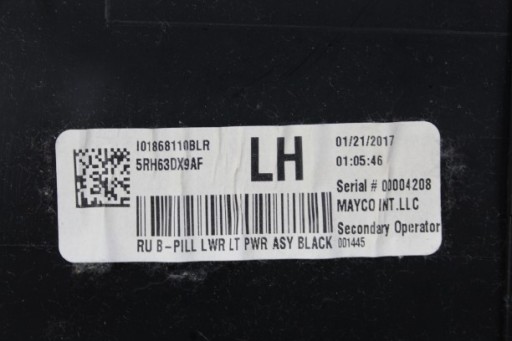 I01868110BLR
5RH63DX9AF
LH
01/21/2017
01:05:46
Serial # 00004208
MAYCO INT.LLC
Secondary Operator
001445
RU B-PILL LWR LT PWR ASY BLACK